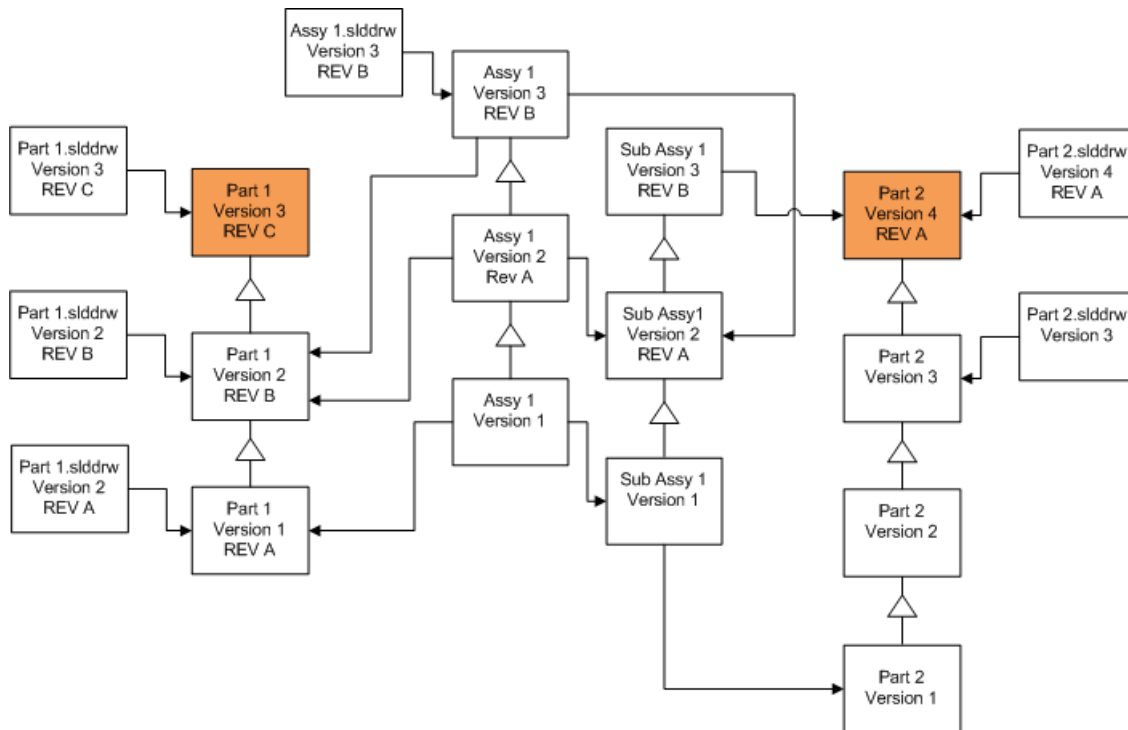 Assy 1.slddrw
Version 3
REV B
Assy 1
Version 3
REV B
Part 1.slddrw
Version 3
REV C
Part 1
Version 3
REV C
Sub Assy 1
Version 3
REV B
Part 2
Version 4
REV A
Part 2.slddrw
Version 4
REV A
Assy 1
Version 2
Rev A
Part 1.slddrw
Version 2
REV B
Part 1
Version 2
REV B
Sub Assy1
Version 2
REV A
Part 2
Version 3
Part 2.slddrw
Version 3
Assy 1
Version 1
Part 1.slddrw
Version 2
REV A
Part 1
Version 1
REV A
Sub Assy 1
Version 1
Part 2
Version 2
Part 2
Version 1